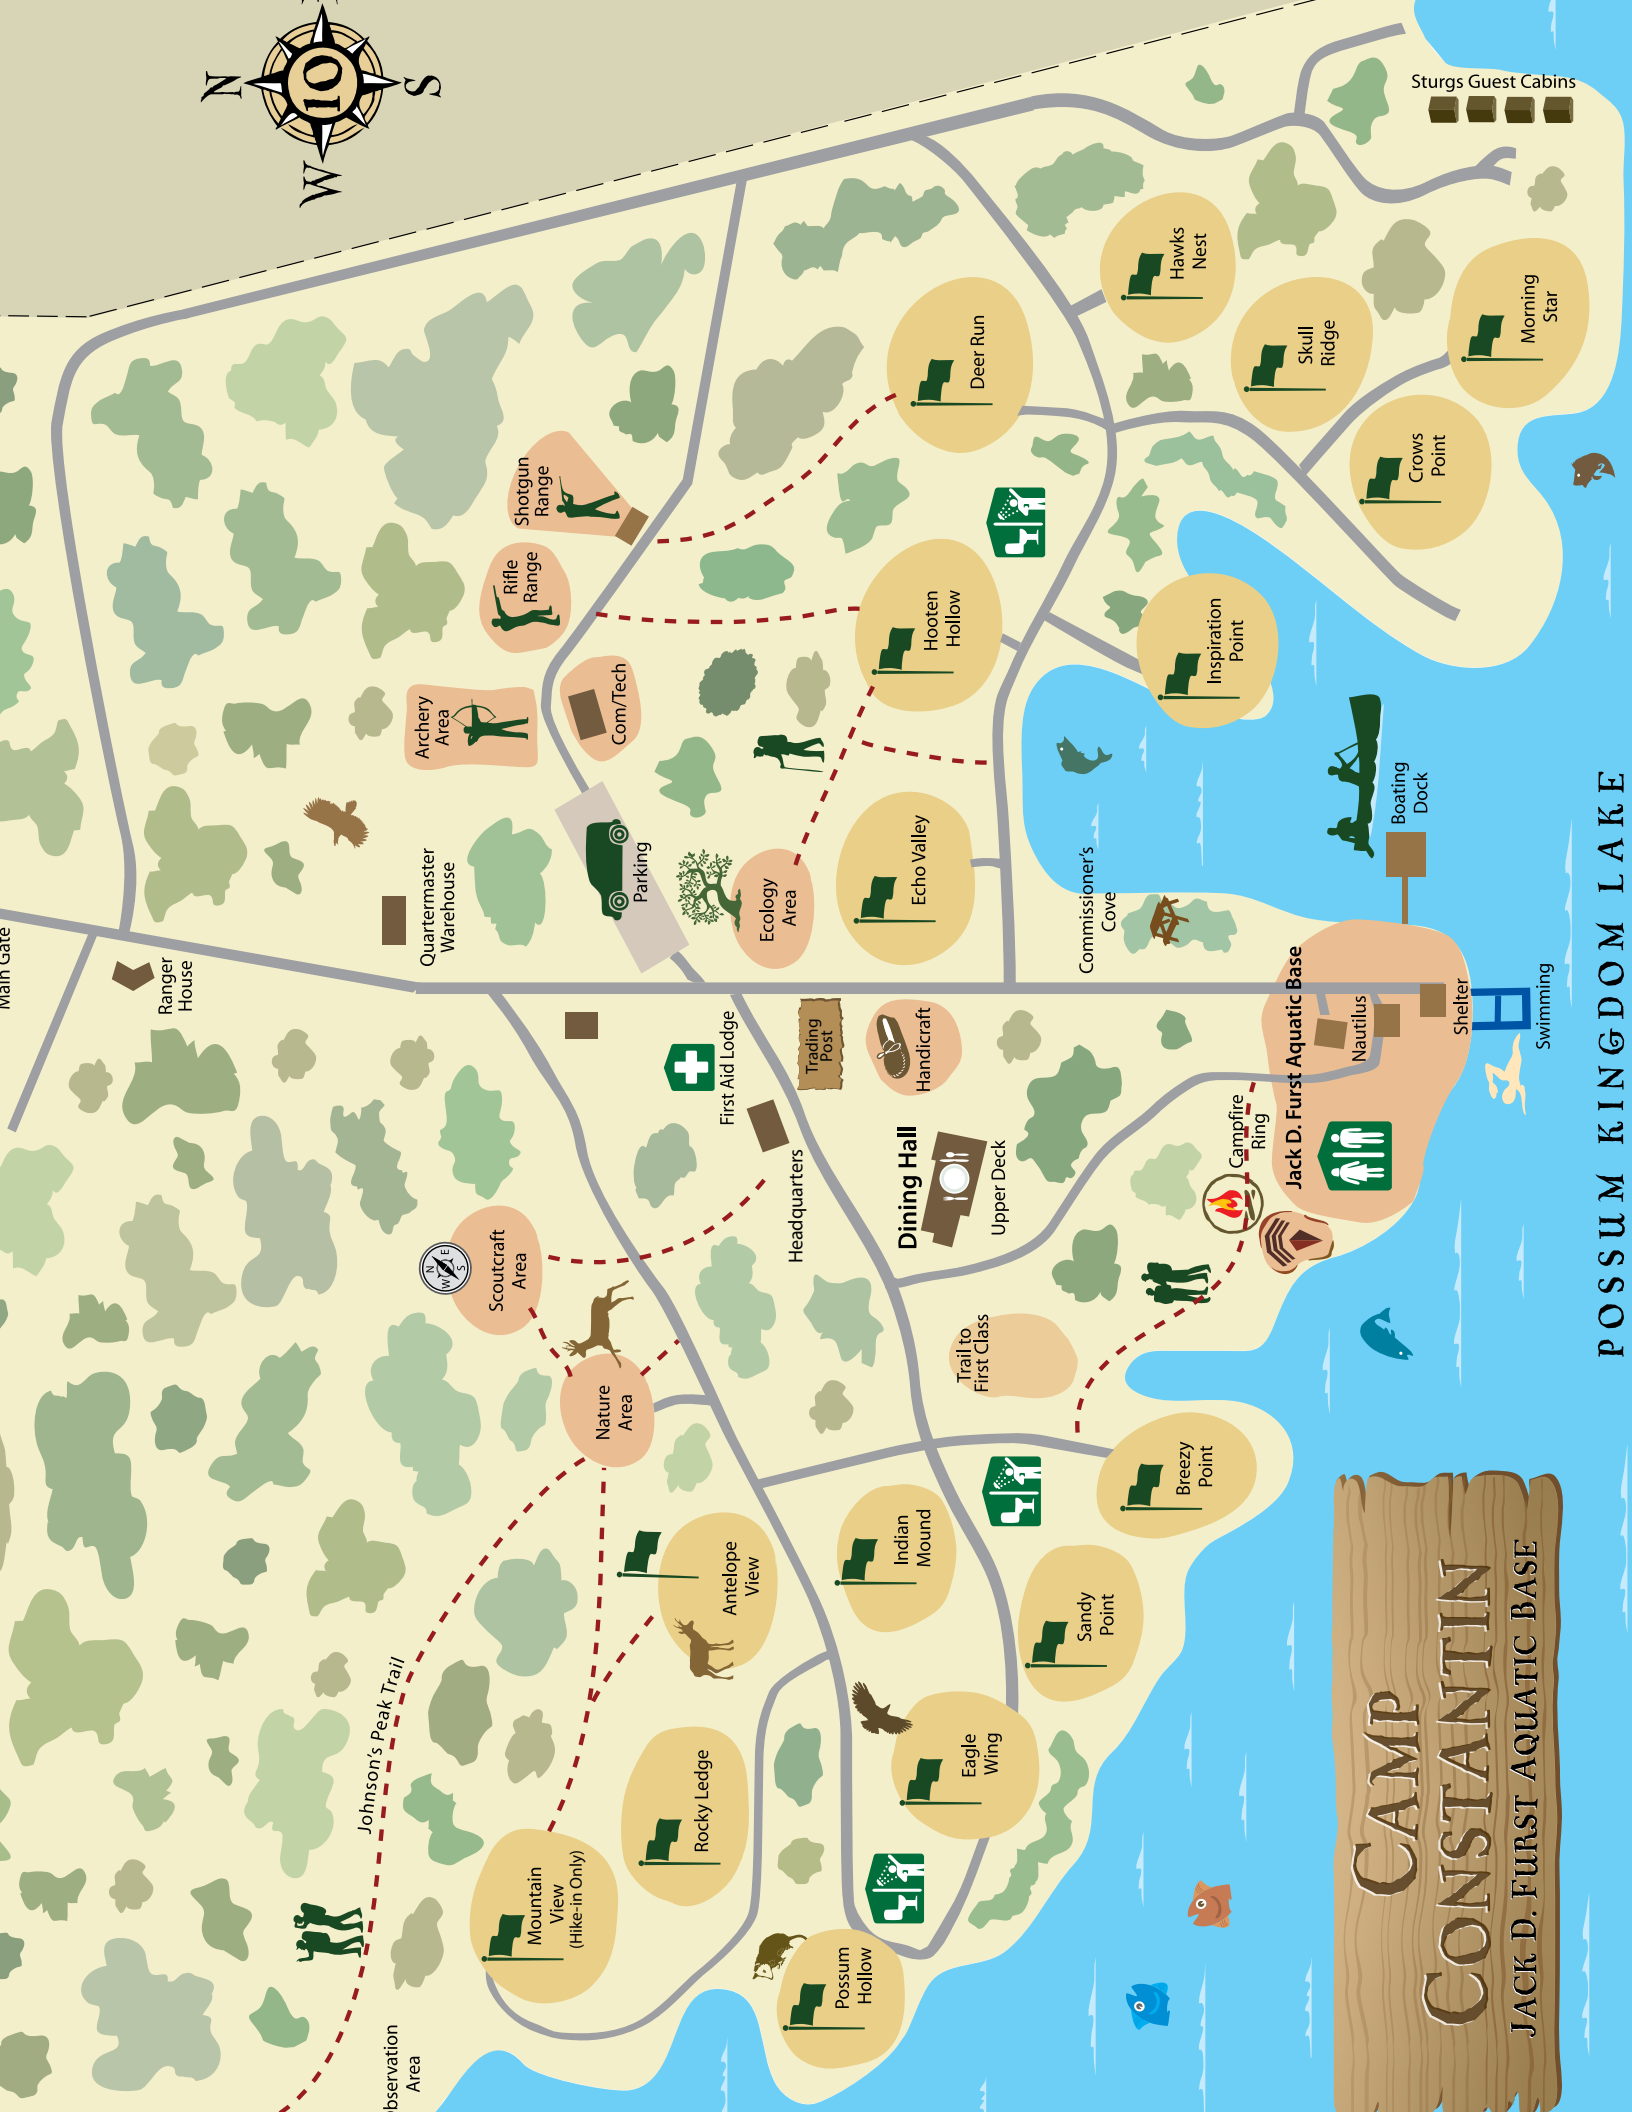 N
W
S
10
Main Gate
Ranger
House
Quartermaster
Warehouse
Archery
Area
Rifle
Range
Shotgun
Range
Com/Tech
Parking
Ecology
Area
Echo Valley
Hooten
Hollow
Deer Run
Hawks
Nest
Skull
Ridge
Morning
Star
Crows
Point
Sturgs Guest Cabins
Inspiration
Point
Commissioner's
Cove
Boating
Dock
Jack D. Furst Aquatic Base
Nautilus
Shelter
Swimming
Campfire
Ring
First Aid Lodge
Trading
Post
Handicraft
Headquarters
Dining Hall
Upper Deck
Scoutcraft
Area
N
E
S
W
Nature
Area
Trail to
First Class
Breezy
Point
Indian
Mound
Sandy
Point
Antelope
View
Eagle
Wing
Rocky Ledge
Mountain
View
(Hike-in Only)
Possum
Hollow
Johnson's Peak Trail
bservation
Area
POSSUM KINGDOM LAKE
CAMP
CONSTANTIN
JACK D. FURST AQUATIC BASE